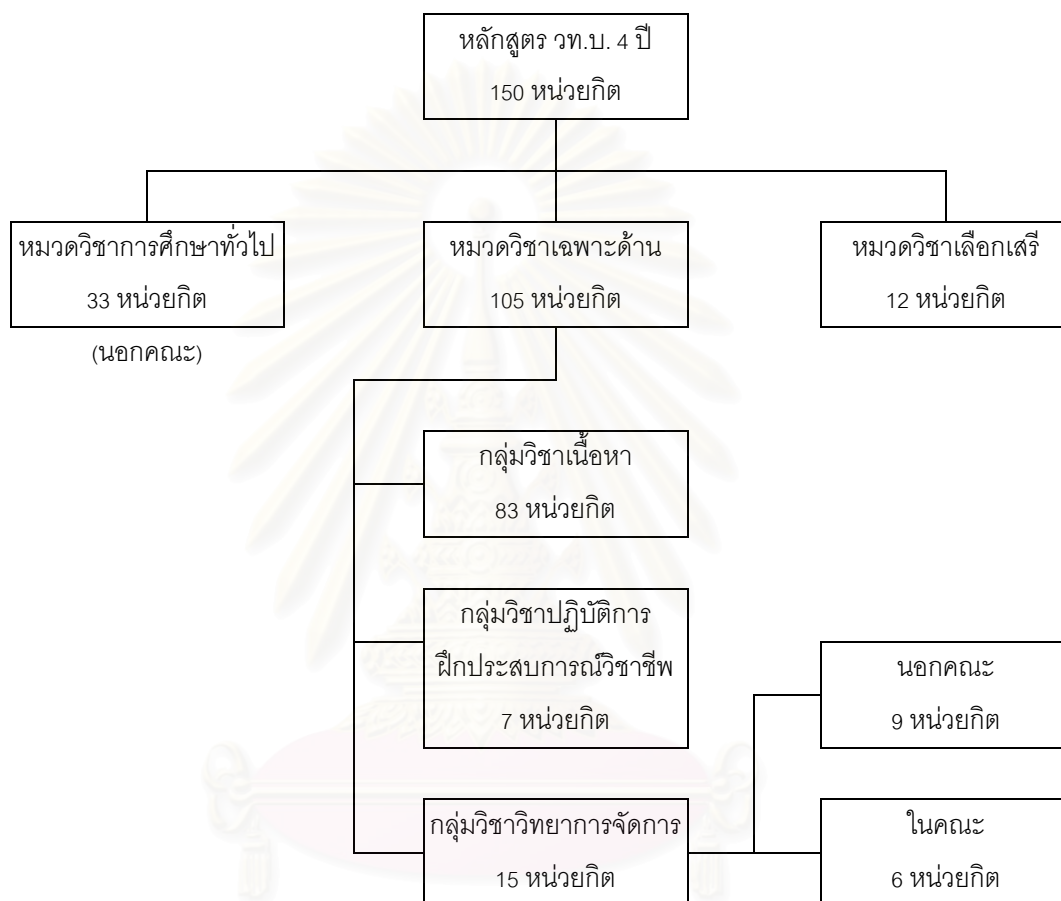 หลักสูตร วท.บ. 4 ปี
150 หน่วยกิต
หมวดวิชาการศึกษาทั่วไป
33 หน่วยกิต
(นอกคณะ)
หมวดวิชาเฉพาะด้าน
105 หน่วยกิต
หมวดวิชาเลือกเสรี
12 หน่วยกิต
กลุ่มวิชาเนื้อหา
83 หน่วยกิต
กลุ่มวิชาปฏิบัติการ
ฝึกประสบการณ์วิชาชีพ
7 หน่วยกิต
กลุ่มวิชาวิทยาการจัดการ
15 หน่วยกิต
นอกคณะ
9 หน่วยกิต
ในคณะ
6 หน่วยกิต